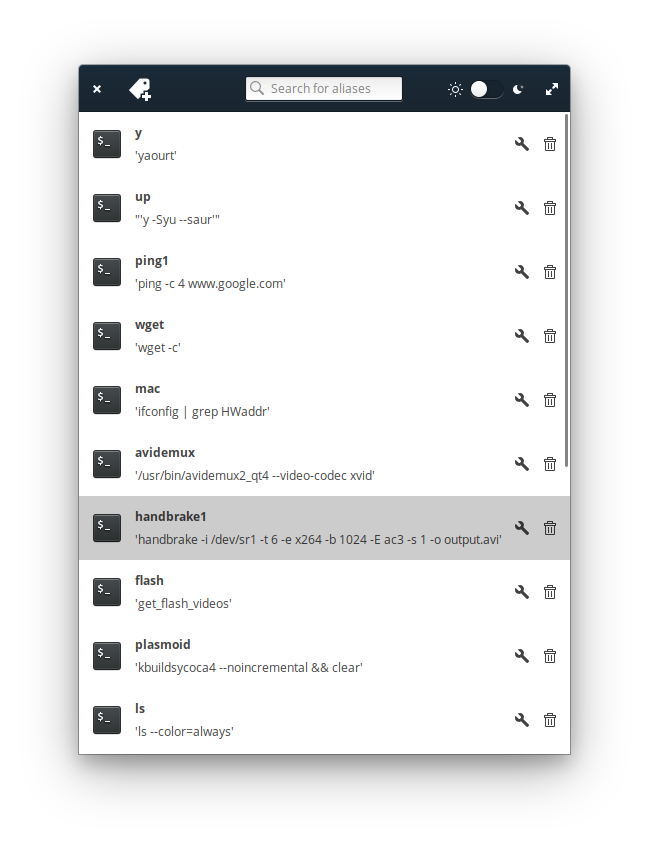 Search for aliases
y
'yaourt'
up
"'y -Syu --saur'"
ping1
'ping -c 4 www.google.com'
wget
'wget -c'
mac
'ifconfig | grep HWaddr'
avidemux
'/usr/bin/avidemux2_qt4 --video-codec xvid'
handbrake1
'handbrake -i /dev/sr1 -t 6 -e x264 -b 1024 -E ac3 -s 1 -o output.avi'
flash
'get_flash_videos'
plasmoid
'kbuildsycoca4 --noincremental && clear'
ls
'ls --color=always'